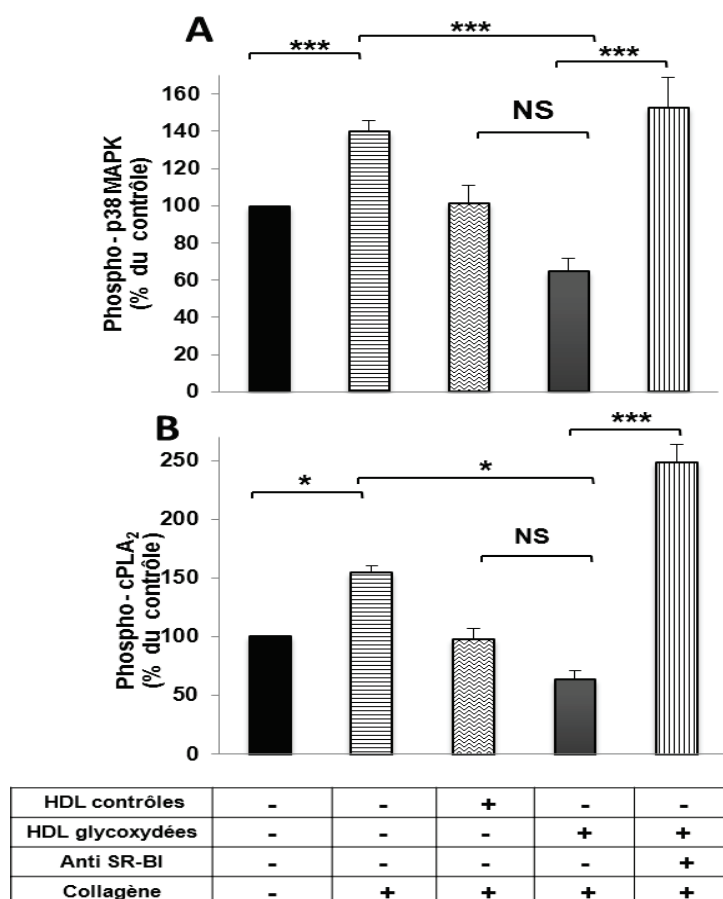 A
***
***
***
NS
Phospho - p38 MAPK
(% du contrôle)
160
140
120
100
80
60
40
20
0
B
***
*
*
NS
Phospho - cPLA₂
(% du contrôle)
250
200
150
100
50
0
HDL contrôles - - + - -
HDL glycoxydées - - - + +
Anti SR-BI - - - - +
Collagène - + + + +